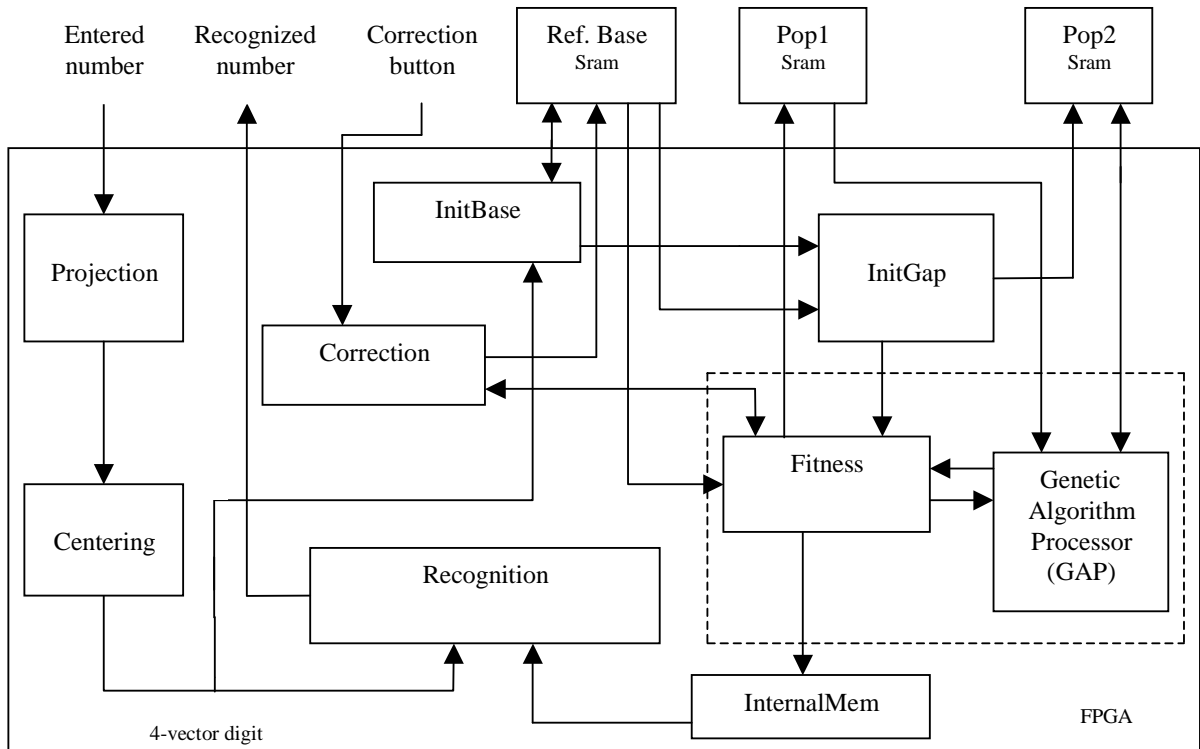 Entered
number
Recognized
number
Correction
button
Ref. Base
Sram
Pop1
Sram
Pop2
Sram
InitBase
Projection
InitGap
Correction
Fitness
Genetic
Algorithm
Processor
(GAP)
Centering
Recognition
InternalMem
4-vector digit
FPGA